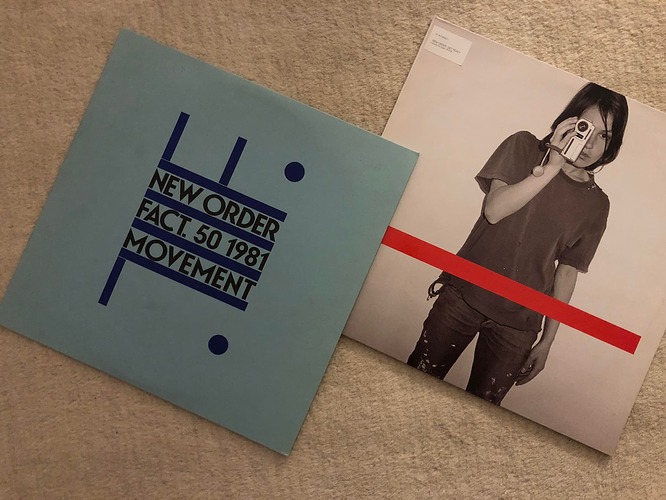 NEW ORDER
FACT. 50 1981
MOVEMENT